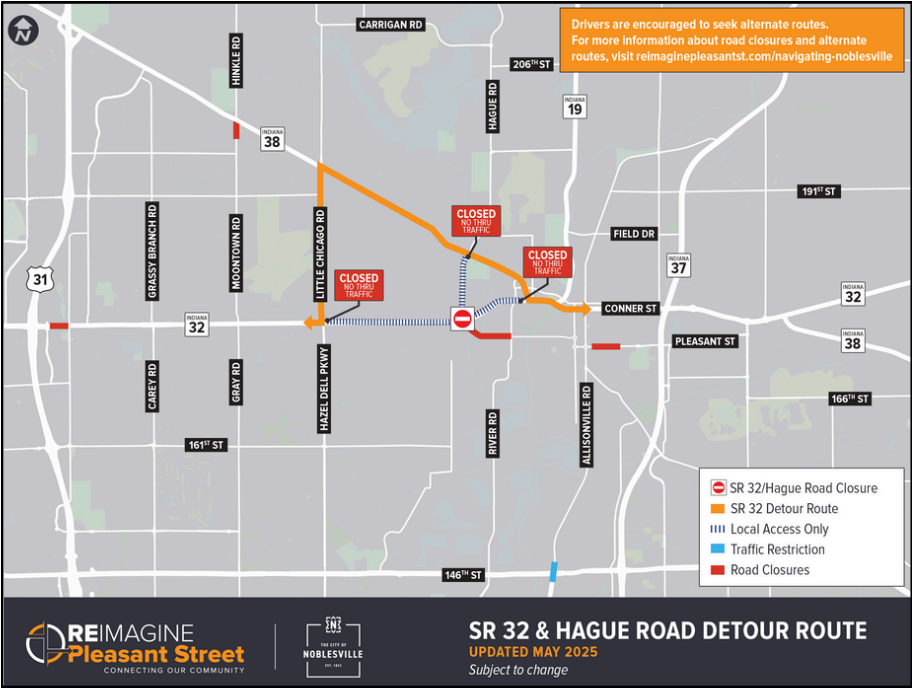 N
CARRIGAN RD
Drivers are encouraged to seek alternate routes.
For more information about road closures and alternate
routes, visit reimaginepleasantst.com/navigating-noblesville
HINKLE RD
206TH ST
HAGUE RD
INDIANA
19
INDIANA
38
191ST ST
GRASSY BRANCH RD
MOONTOWN RD
LITTLE CHICAGO RD
CLOSED
NO THRU
TRAFFIC
FIELD DR
CLOSED
NO THRU
TRAFFIC
INDIANA
37
31
CLOSED
NO THRU
TRAFFIC
INDIANA
32
CONNER ST
INDIANA
32
INDIANA
38
PLEASANT ST
CAREY RD
GRAY RD
HAZEL DELL PKWY
RIVER RD
ALLISONVILLE RD
166TH ST
161ST ST
146TH ST
SR 32/Hague Road Closure
SR 32 Detour Route
Local Access Only
Traffic Restriction
Road Closures
REIMAGINE
Pleasant Street
CONNECTING OUR COMMUNITY
N
THE CITY OF
NOBLESVILLE
EST. 1823
SR 32 & HAGUE ROAD DETOUR ROUTE
UPDATED MAY 2025
Subject to change